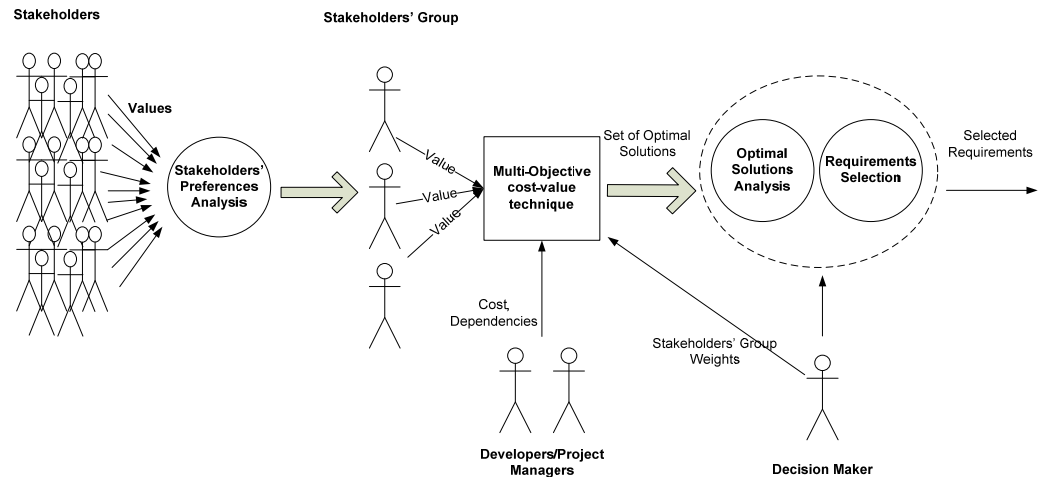 Stakeholders
Stakeholders' Group
Values
Stakeholders'
Preferences
Analysis
Value
Value
Value
Multi-Objective
cost-value
technique
Set of Optimal
Solutions
Optimal
Solutions
Analysis
Requirements
Selection
Selected
Requirements
Cost,
Dependencies
Stakeholders' Group
Weights
Developers/Project
Managers
Decision Maker